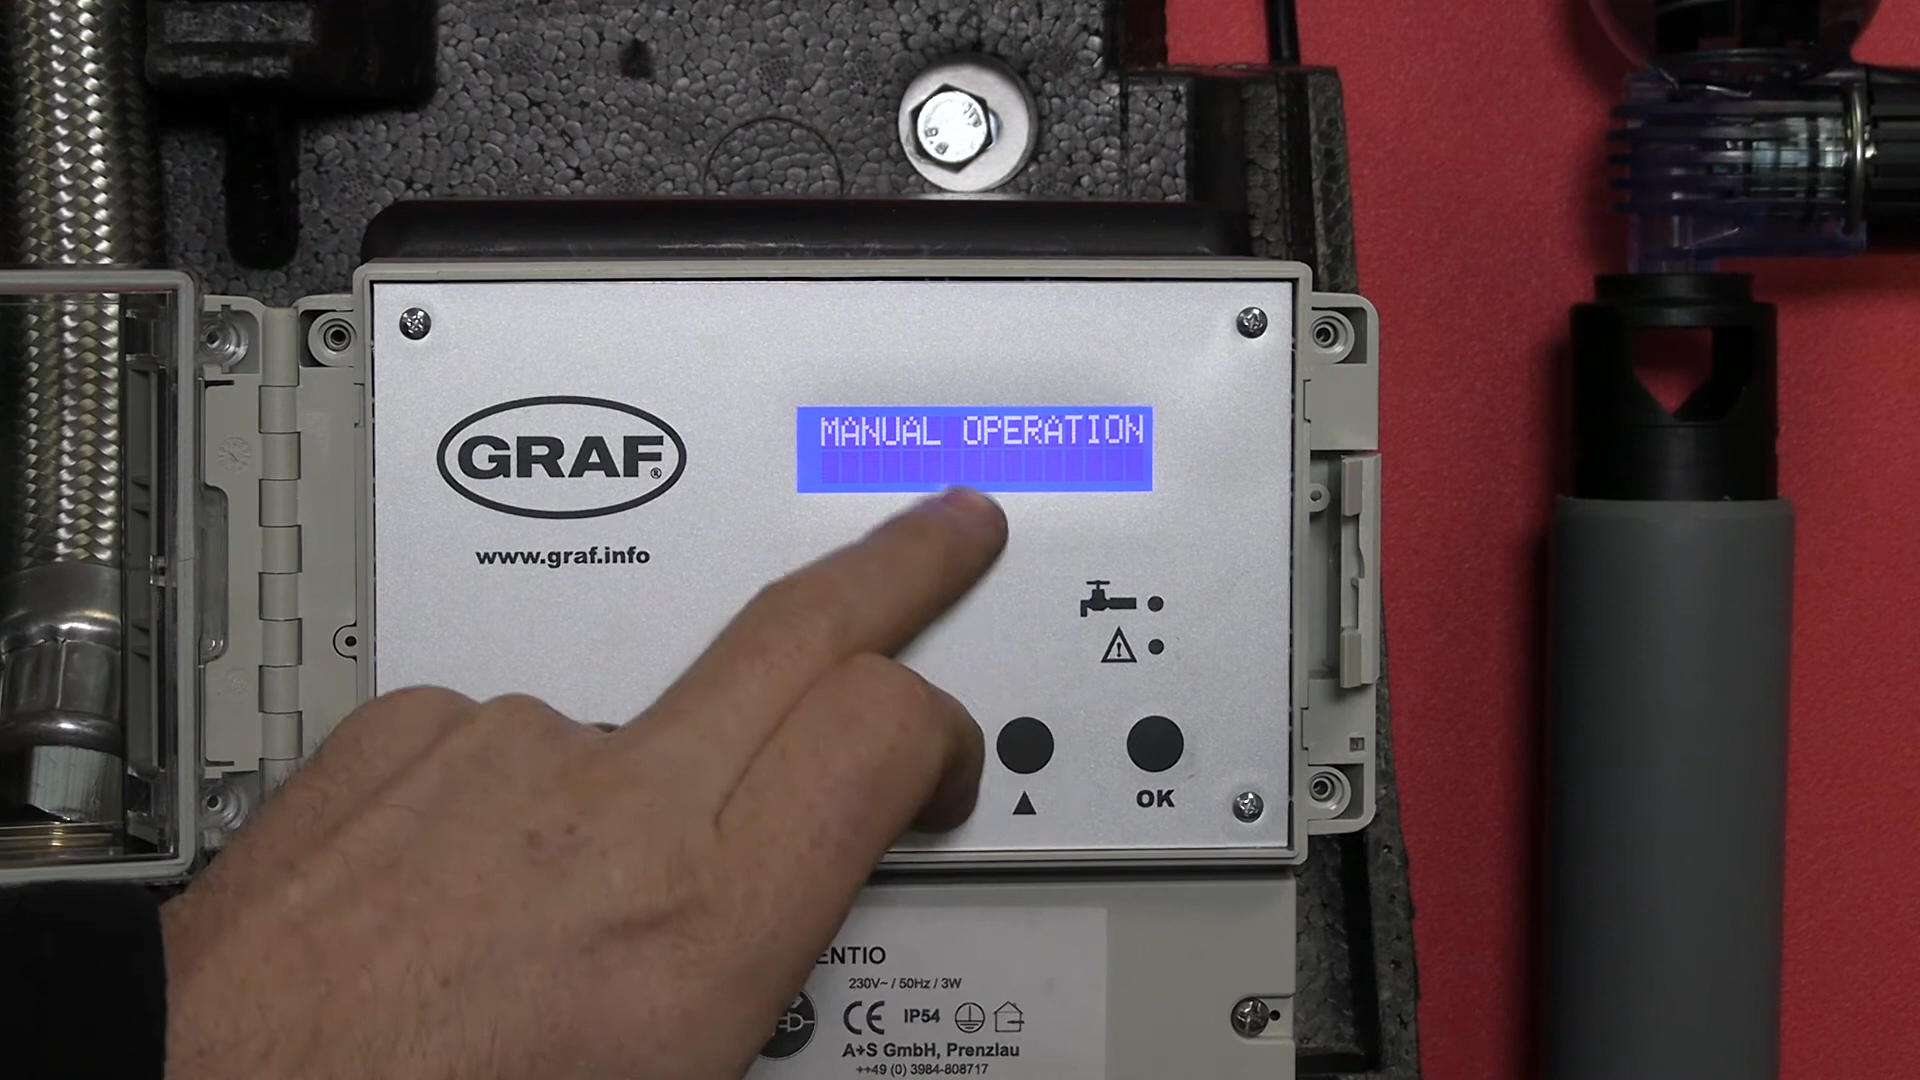 MANUAL OPERATION
GRAF®
www.graf.info
▲
OK
ENTIO
230V~ / 50Hz / 3W
CE IP54
A+S GmbH, Prenzlau
++49 (0) 3984-808717